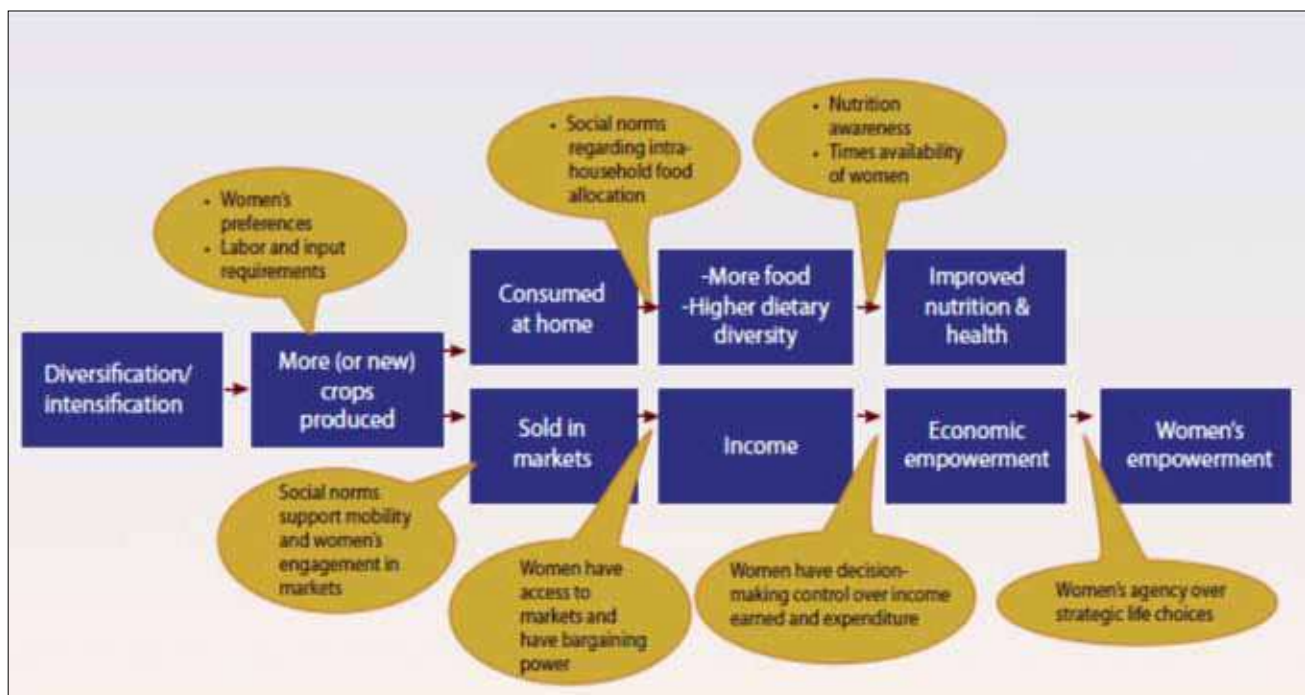 • Social norms
regarding intra-
household food
allocation
• Nutrition
awareness
• Times availability
of women
• Women's
preferences
• Labor and input
requirements
Consumed
at home
-More food
-Higher dietary
diversity
Improved
nutrition &
health
Diversification/
intensification
More (or new)
crops
produced
Sold in
markets
Income
Economic
empowerment
Women's
empowerment
Social norms
support mobility
and women's
engagement in
markets
Women have
access to
markets and
have bargaining
power
Women have decision-
making control over income
earned and expenditure
Women's agency over
strategic life choices